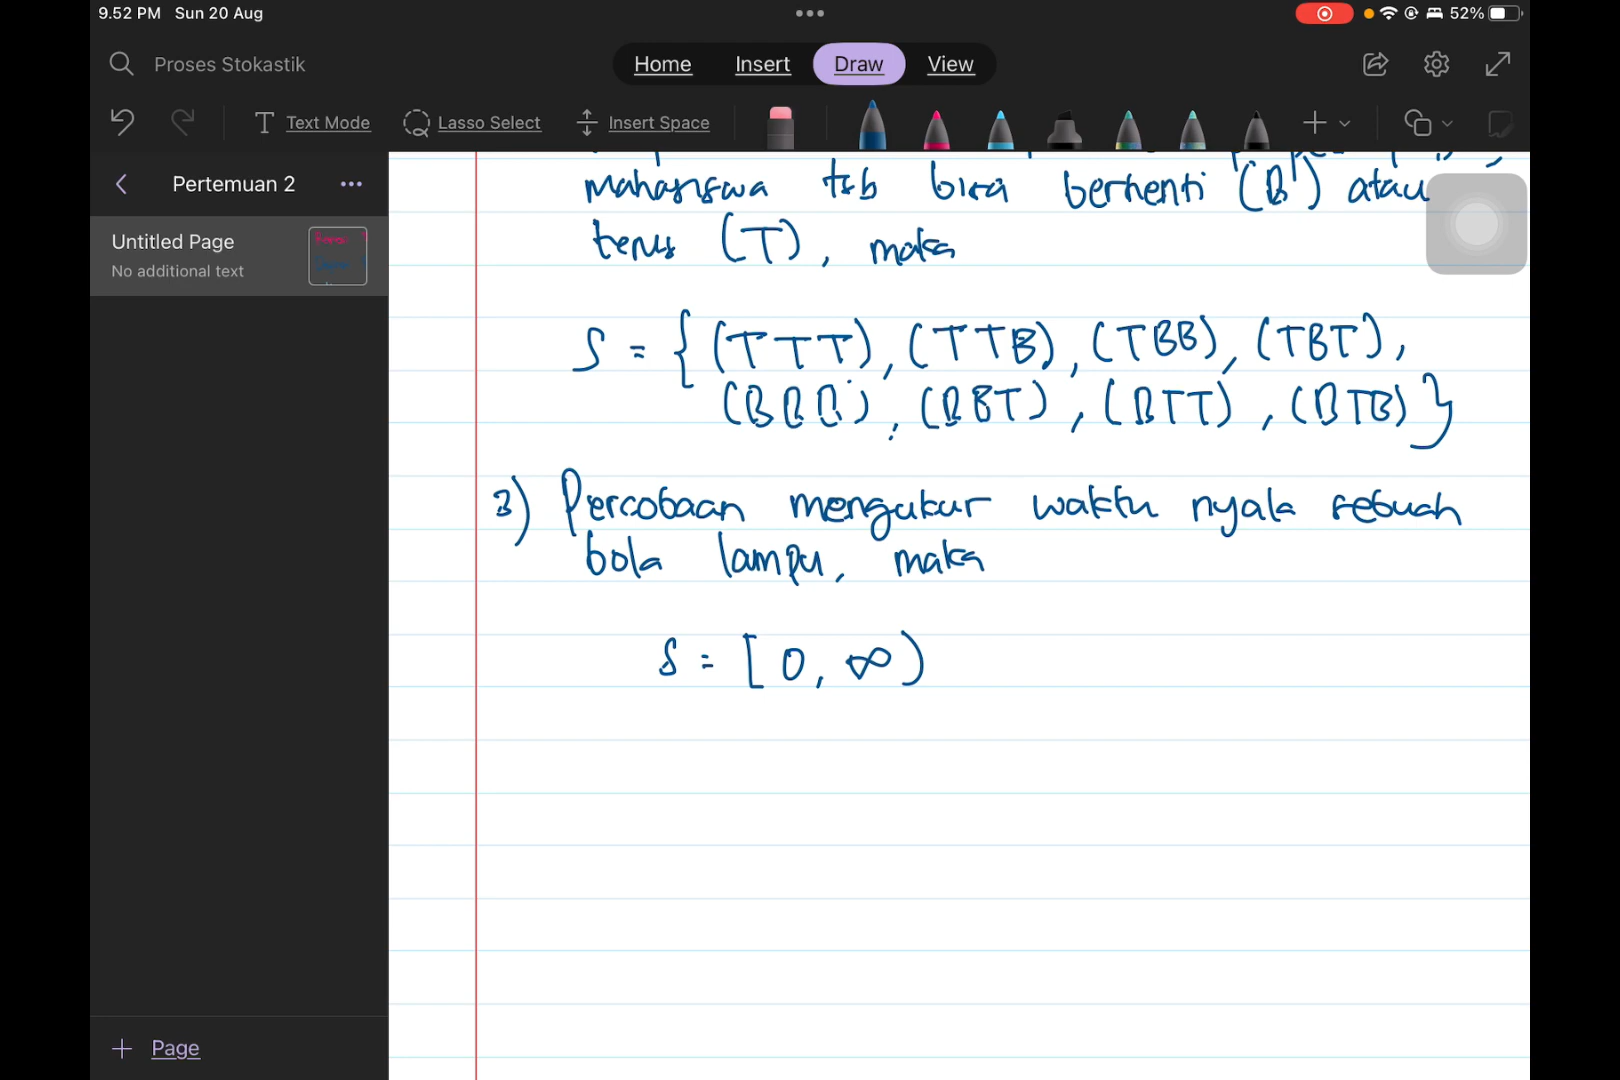 9.52 PM Sun 20 Aug
52%
Proses Stokastik
Home Insert Draw View
Text Mode Lasso Select Insert Space
Pertemuan 2
Untitled Page
No additional text
mahasiswa tsb bisa berhenti (B) atau
terus (T), maka
S = { (TTT), (TTB), (TBB), (TBT),
(BBB), (BBT), (BTT), (BTB) }
3) Percobaan mengukur waktu nyala sebuah
bola lampu, maka
S = [0, ∞)
+ Page